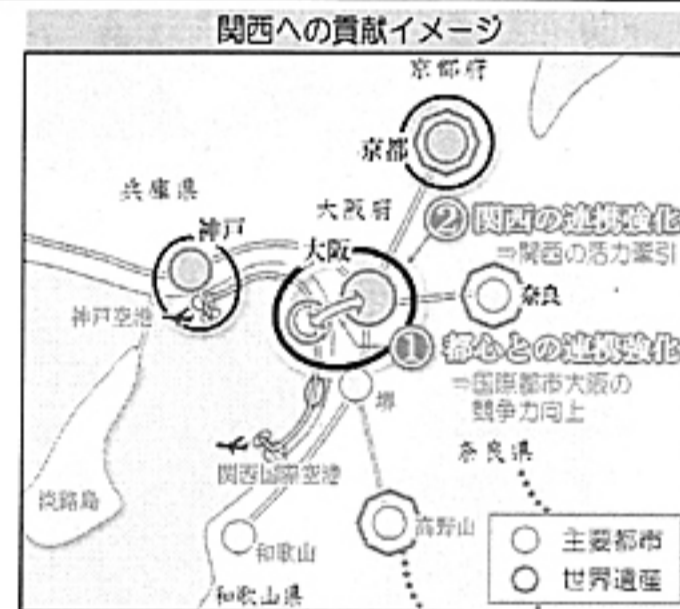 関西への貢献イメージ
京都府
京都
兵庫県
大阪府
神戸
大阪
② 関西の連携強化
⇒関西の活力牽引
奈良
神戸空港
① 都心との連携強化
⇒国際都市大阪の
競争力向上
堺
奈良県
関西国際空港
淡路島
高野山
和歌山
和歌山県
主要都市
世界遺産